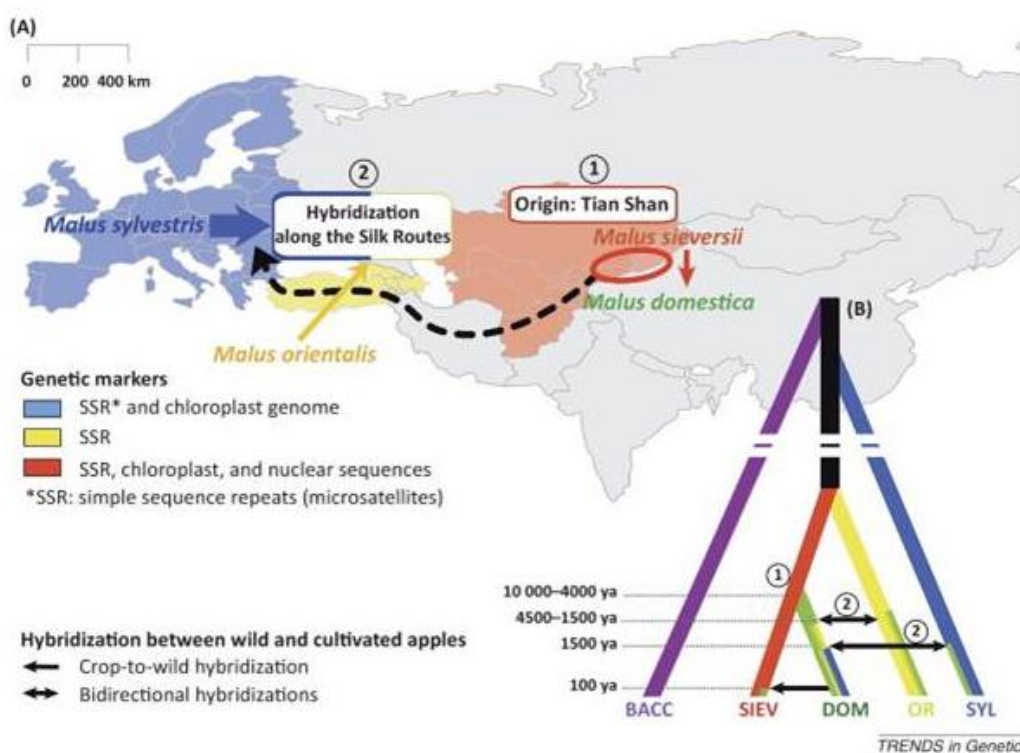 (A)
0 200 400 km
②
①
Hybridization
along the Silk Routes
Origin: Tian Shan
Malus sylvestris
Malus sieversii
Malus domestica
Malus orientalis
(B)
Genetic markers
SSR* and chloroplast genome
SSR
SSR, chloroplast, and nuclear sequences
*SSR: simple sequence repeats (microsatellites)
①
10 000–4000 ya
②
4500–1500 ya
②
1500 ya
100 ya
Hybridization between wild and cultivated apples
Crop-to-wild hybridization
Bidirectional hybridizations
BACC SIEV DOM OR SYL
TRENDS in Genetic